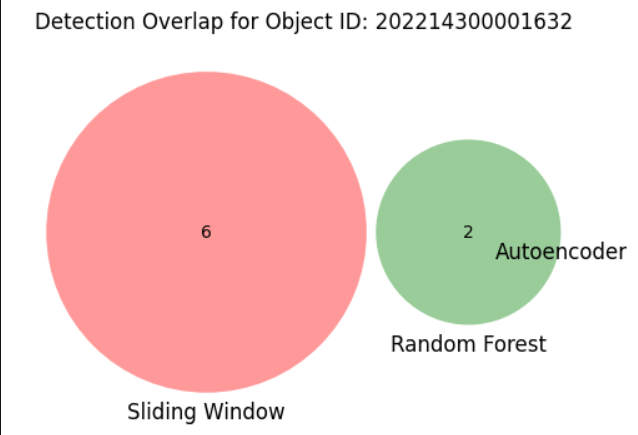 Detection Overlap for Object ID: 202214300001632
6
2
Autoencoder
Random Forest
Sliding Window